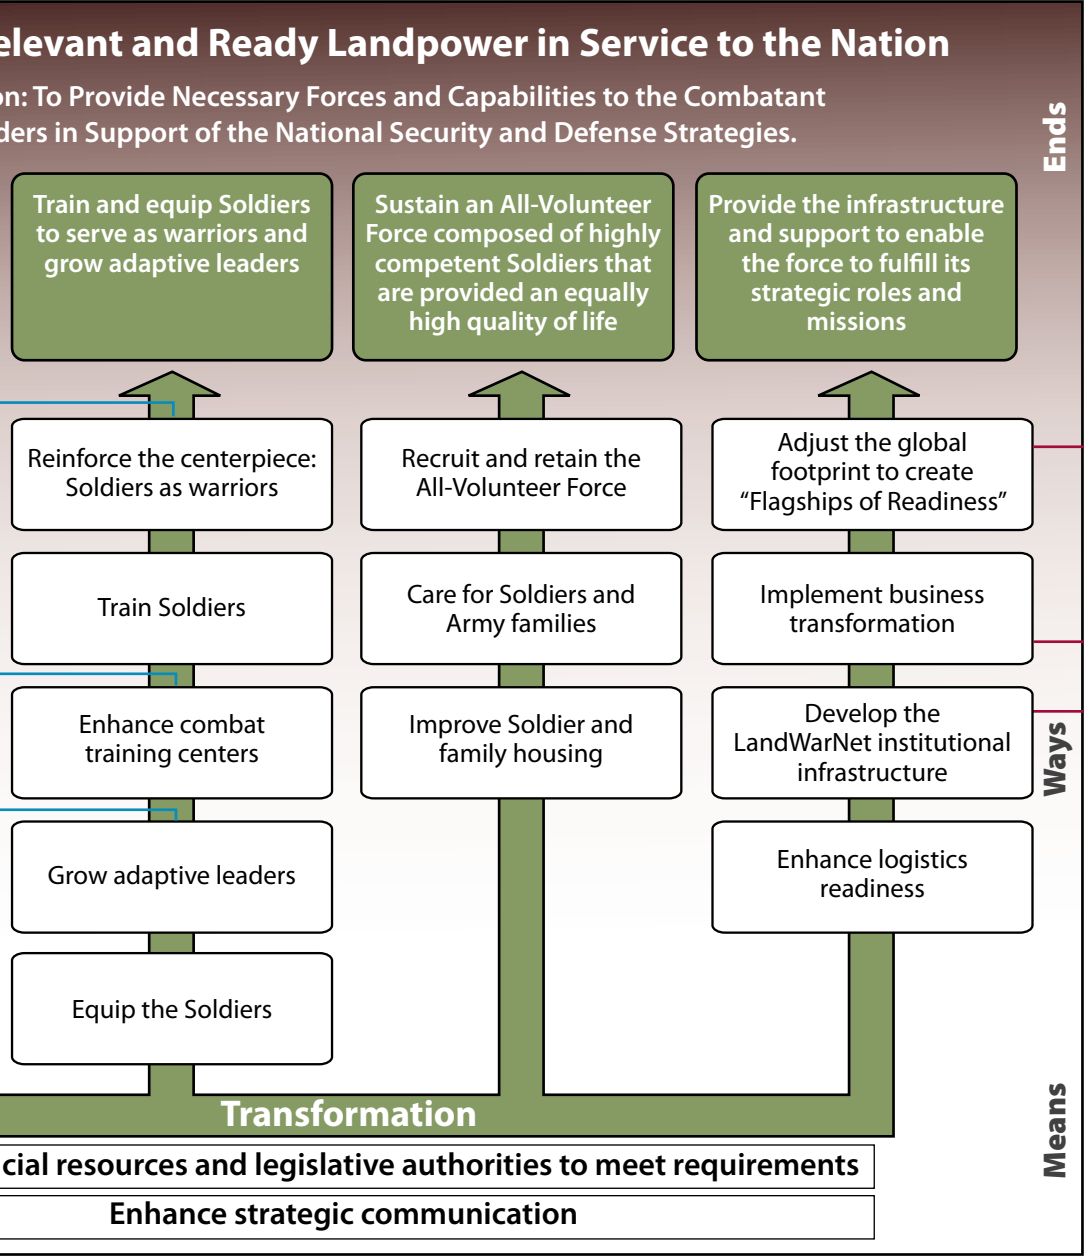 elevant and Ready Landpower in Service to the Nation
on: To Provide Necessary Forces and Capabilities to the Combatant
ders in Support of the National Security and Defense Strategies.
Ends
Train and equip Soldiers
to serve as warriors and
grow adaptive leaders
Sustain an All-Volunteer
Force composed of highly
competent Soldiers that
are provided an equally
high quality of life
Provide the infrastructure
and support to enable
the force to fulfill its
strategic roles and
missions
Reinforce the centerpiece:
Soldiers as warriors
Recruit and retain the
All-Volunteer Force
Adjust the global
footprint to create
“Flagships of Readiness”
Train Soldiers
Care for Soldiers and
Army families
Implement business
transformation
Enhance combat
training centers
Improve Soldier and
family housing
Develop the
LandWarNet institutional
infrastructure
Ways
Grow adaptive leaders
Enhance logistics
readiness
Equip the Soldiers
Transformation
Means
cial resources and legislative authorities to meet requirements
Enhance strategic communication